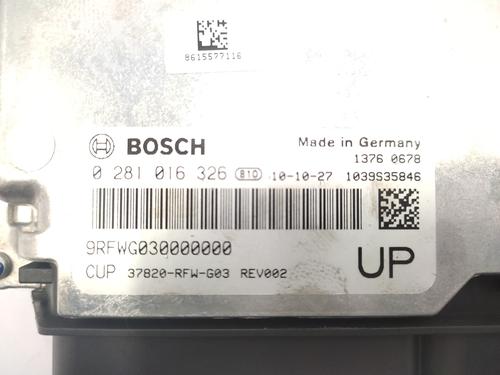 8615577116
BOSCH
Made in Germany
1376 0678
0 281 016 326 B10 10-10-27 1039S35846
9RFWG030000000
CUP 37820-RFW-G03 REV002
UP